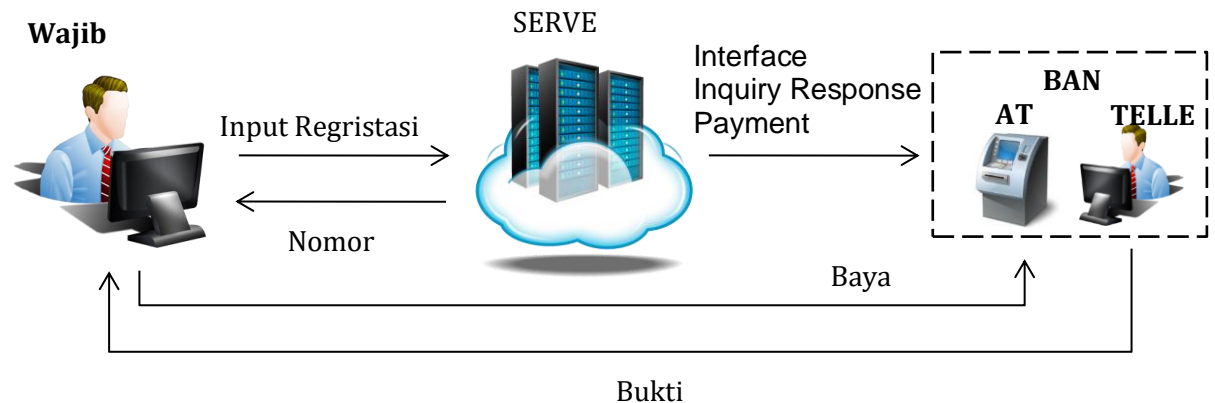 Wajib
SERVE
Input Regristasi
Nomor
Interface
Inquiry Response
Payment
BAN
AT
TELLE
Baya
Bukti